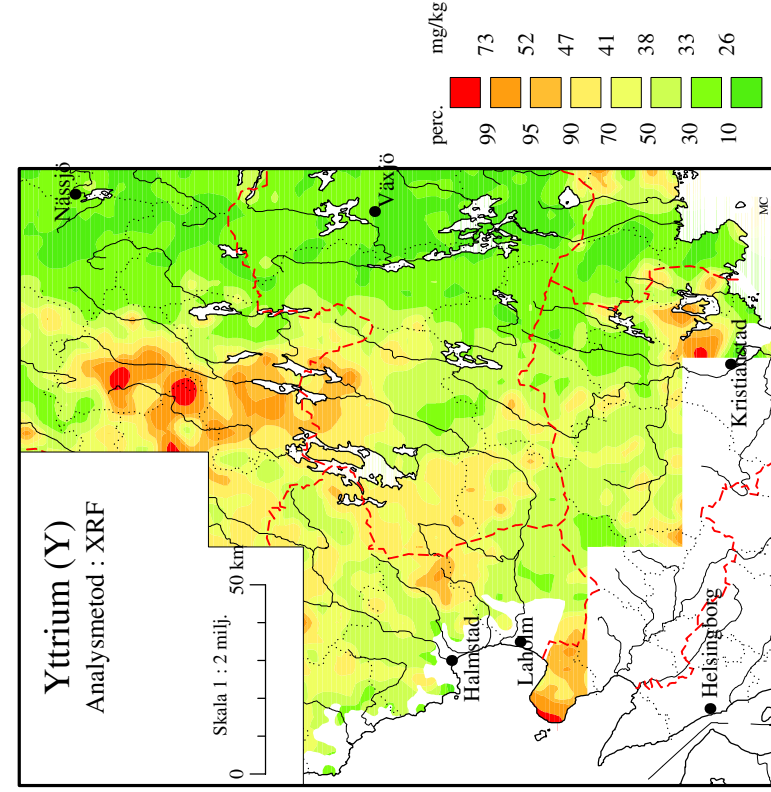 Yttrium (Y)
Analysmetod : XRF
Skala 1 : 2 milj.
0 50 km
Nässjö
Växjö
Halmstad
Laholm
Kristianstad
Helsingborg
MC
perc. mg/kg
99 73
95 52
90 47
70 41
50 38
30 33
10 26